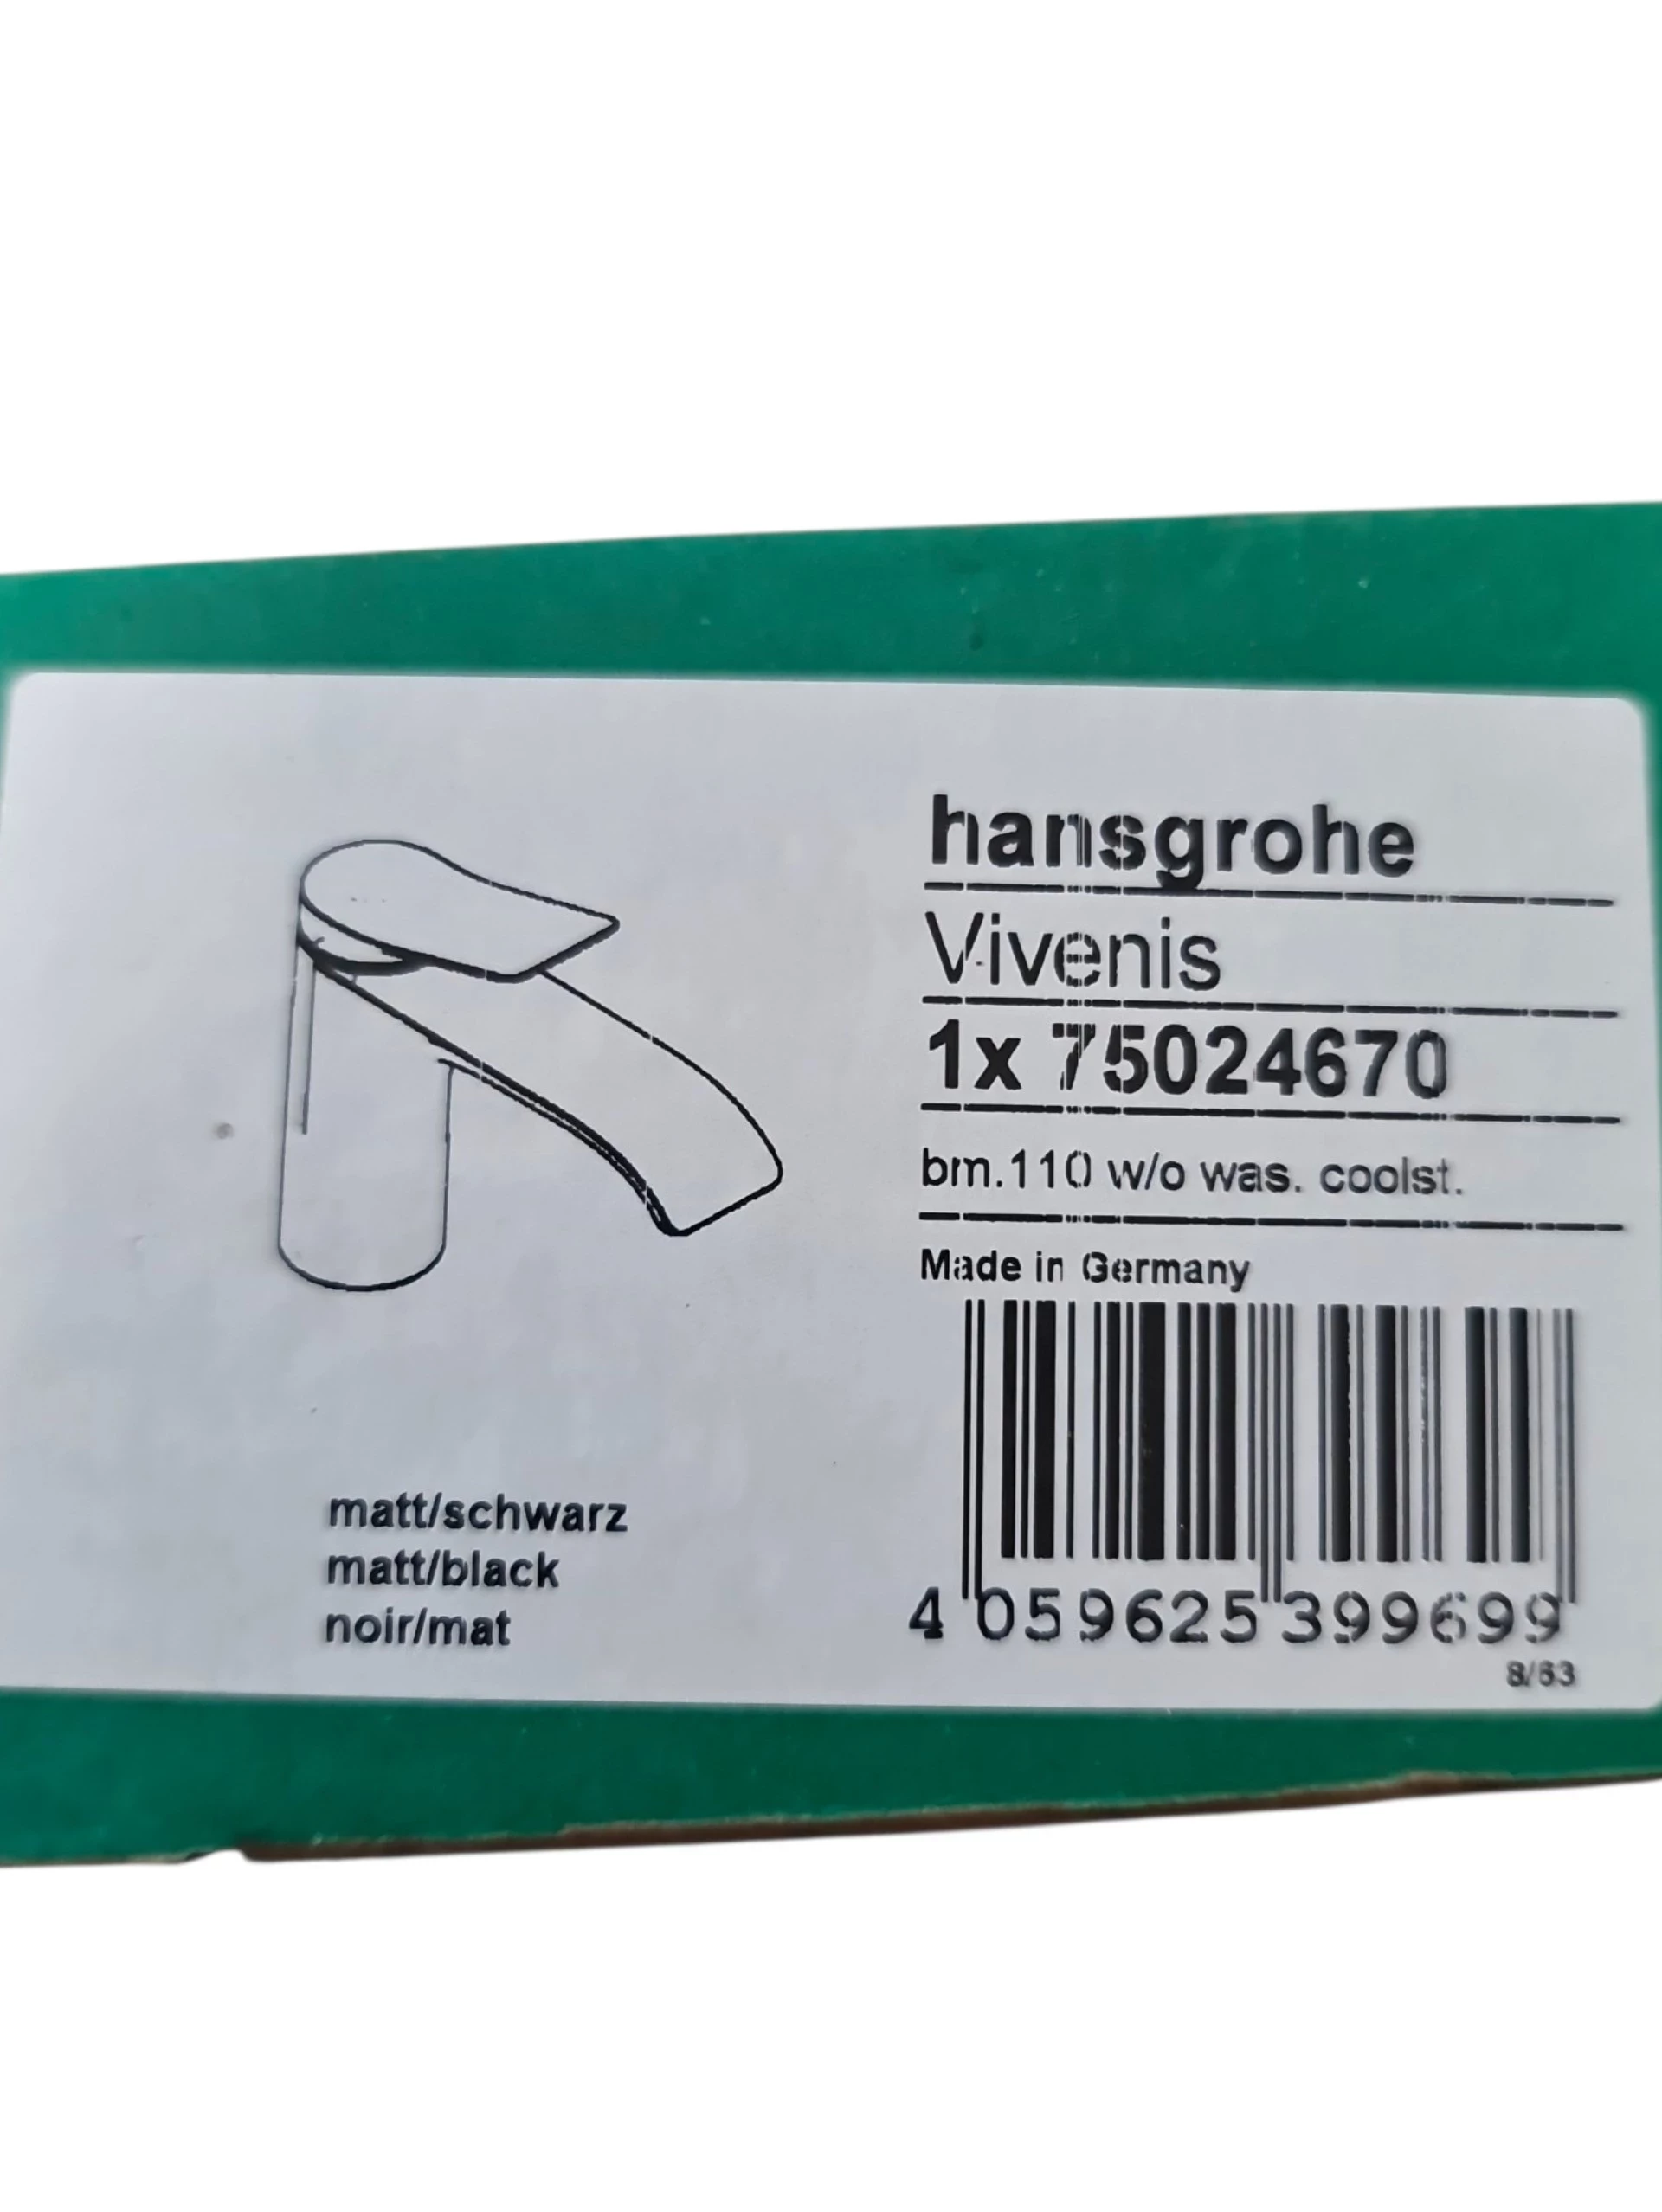 hansgrohe
Vivenis
1x 75024670
bm.110 w/o was. coolst.
Made in Germany
4 059625 399699
8/63
matt/schwarz
matt/black
noir/mat